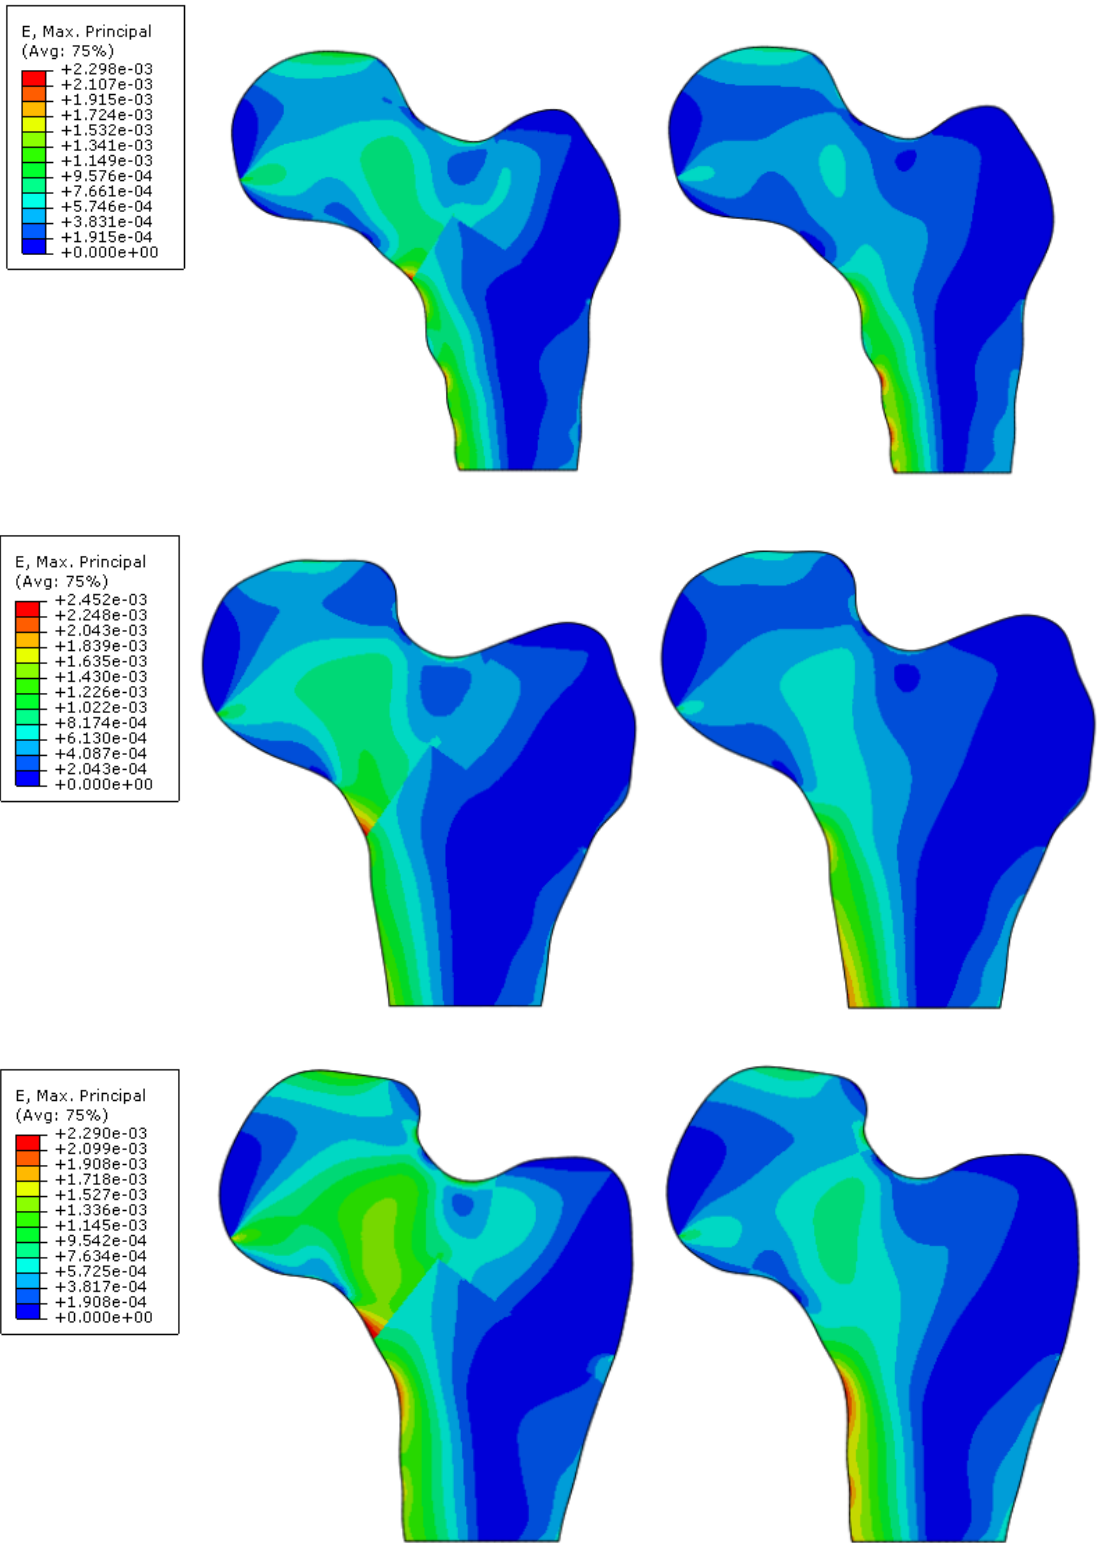 E, Max. Principal
(Avg: 75%)
+2.298e-03
+2.107e-03
+1.915e-03
+1.724e-03
+1.532e-03
+1.341e-03
+1.149e-03
+9.576e-04
+7.661e-04
+5.746e-04
+3.831e-04
+1.915e-04
+0.000e+00
E, Max. Principal
(Avg: 75%)
+2.452e-03
+2.248e-03
+2.043e-03
+1.839e-03
+1.635e-03
+1.430e-03
+1.226e-03
+1.022e-03
+8.174e-04
+6.130e-04
+4.087e-04
+2.043e-04
+0.000e+00
E, Max. Principal
(Avg: 75%)
+2.290e-03
+2.099e-03
+1.908e-03
+1.718e-03
+1.527e-03
+1.336e-03
+1.145e-03
+9.542e-04
+7.634e-04
+5.725e-04
+3.817e-04
+1.908e-04
+0.000e+00